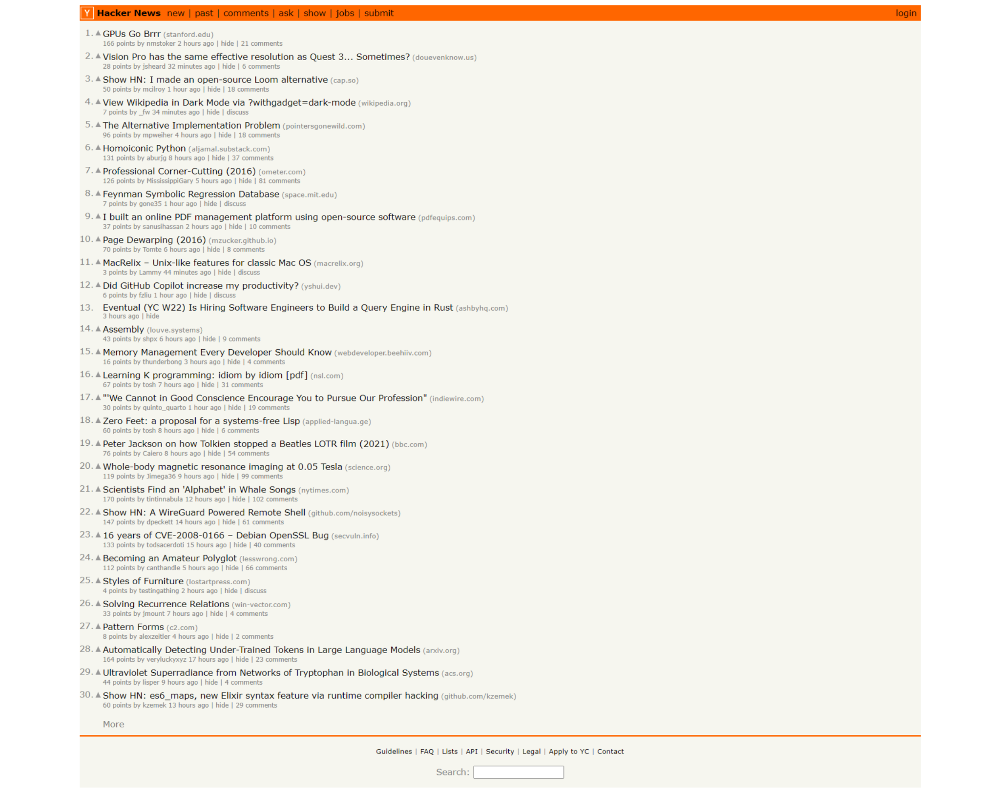 Y Hacker News new | past | comments | ask | show | jobs | submit login
1. ▲ GPUs Go Brrr (stanford.edu)
166 points by nmstoker 2 hours ago | hide | 21 comments
2. ▲ Vision Pro has the same effective resolution as Quest 3... Sometimes? (douevenknow.us)
28 points by jsheard 32 minutes ago | hide | 6 comments
3. ▲ Show HN: I made an open-source Loom alternative (cap.so)
50 points by mcilroy 1 hour ago | hide | 18 comments
4. ▲ View Wikipedia in Dark Mode via ?withgadget=dark-mode (wikipedia.org)
7 points by _fw 34 minutes ago | hide | discuss
5. ▲ The Alternative Implementation Problem (pointersgonewild.com)
96 points by mpweiher 4 hours ago | hide | 18 comments
6. ▲ Homoiconic Python (aljamal.substack.com)
131 points by aburjg 8 hours ago | hide | 37 comments
7. ▲ Professional Corner-Cutting (2016) (ometer.com)
126 points by MississippiGary 5 hours ago | hide | 81 comments
8. ▲ Feynman Symbolic Regression Database (space.mit.edu)
7 points by gone35 1 hour ago | hide | discuss
9. ▲ I built an online PDF management platform using open-source software (pdfequips.com)
37 points by sanusihassan 2 hours ago | hide | 10 comments
10. ▲ Page Dewarping (2016) (mzucker.github.io)
70 points by Tomte 6 hours ago | hide | 8 comments
11. ▲ MacRelix – Unix-like features for classic Mac OS (macrelix.org)
3 points by Lammy 44 minutes ago | hide | discuss
12. ▲ Did GitHub Copilot increase my productivity? (yshui.dev)
6 points by fzliu 1 hour ago | hide | discuss
13. Eventual (YC W22) Is Hiring Software Engineers to Build a Query Engine in Rust (ashbyhq.com)
3 hours ago | hide
14. ▲ Assembly (louve.systems)
43 points by shpx 6 hours ago | hide | 9 comments
15. ▲ Memory Management Every Developer Should Know (webdeveloper.beehiiv.com)
16 points by thunderbong 3 hours ago | hide | 4 comments
16. ▲ Learning K programming: idiom by idiom [pdf] (nsl.com)
67 points by tosh 7 hours ago | hide | 31 comments
17. ▲ "'We Cannot in Good Conscience Encourage You to Pursue Our Profession" (indiewire.com)
30 points by quinto_quarto 1 hour ago | hide | 19 comments
18. ▲ Zero Feet: a proposal for a systems-free Lisp (applied-langua.ge)
60 points by tosh 8 hours ago | hide | 6 comments
19. ▲ Peter Jackson on how Tolkien stopped a Beatles LOTR film (2021) (bbc.com)
76 points by Caiero 8 hours ago | hide | 54 comments
20. ▲ Whole-body magnetic resonance imaging at 0.05 Tesla (science.org)
119 points by Jimega36 9 hours ago | hide | 99 comments
21. ▲ Scientists Find an 'Alphabet' in Whale Songs (nytimes.com)
170 points by tintinnabula 12 hours ago | hide | 102 comments
22. ▲ Show HN: A WireGuard Powered Remote Shell (github.com/noisysockets)
147 points by dpeckett 14 hours ago | hide | 61 comments
23. ▲ 16 years of CVE-2008-0166 – Debian OpenSSL Bug (secvuln.info)
133 points by todsacerdoti 15 hours ago | hide | 40 comments
24. ▲ Becoming an Amateur Polyglot (lesswrong.com)
112 points by canthandle 5 hours ago | hide | 66 comments
25. ▲ Styles of Furniture (lostartpress.com)
4 points by testingathing 2 hours ago | hide | discuss
26. ▲ Solving Recurrence Relations (win-vector.com)
33 points by jmount 7 hours ago | hide | 4 comments
27. ▲ Pattern Forms (c2.com)
8 points by alexzeitler 4 hours ago | hide | 2 comments
28. ▲ Automatically Detecting Under-Trained Tokens in Large Language Models (arxiv.org)
164 points by veryluckyxyz 17 hours ago | hide | 23 comments
29. ▲ Ultraviolet Superradiance from Networks of Tryptophan in Biological Systems (acs.org)
44 points by lisper 9 hours ago | hide | 4 comments
30. ▲ Show HN: es6_maps, new Elixir syntax feature via runtime compiler hacking (github.com/kzemek)
60 points by kzemek 13 hours ago | hide | 29 comments
More
Guidelines | FAQ | Lists | API | Security | Legal | Apply to YC | Contact
Search: